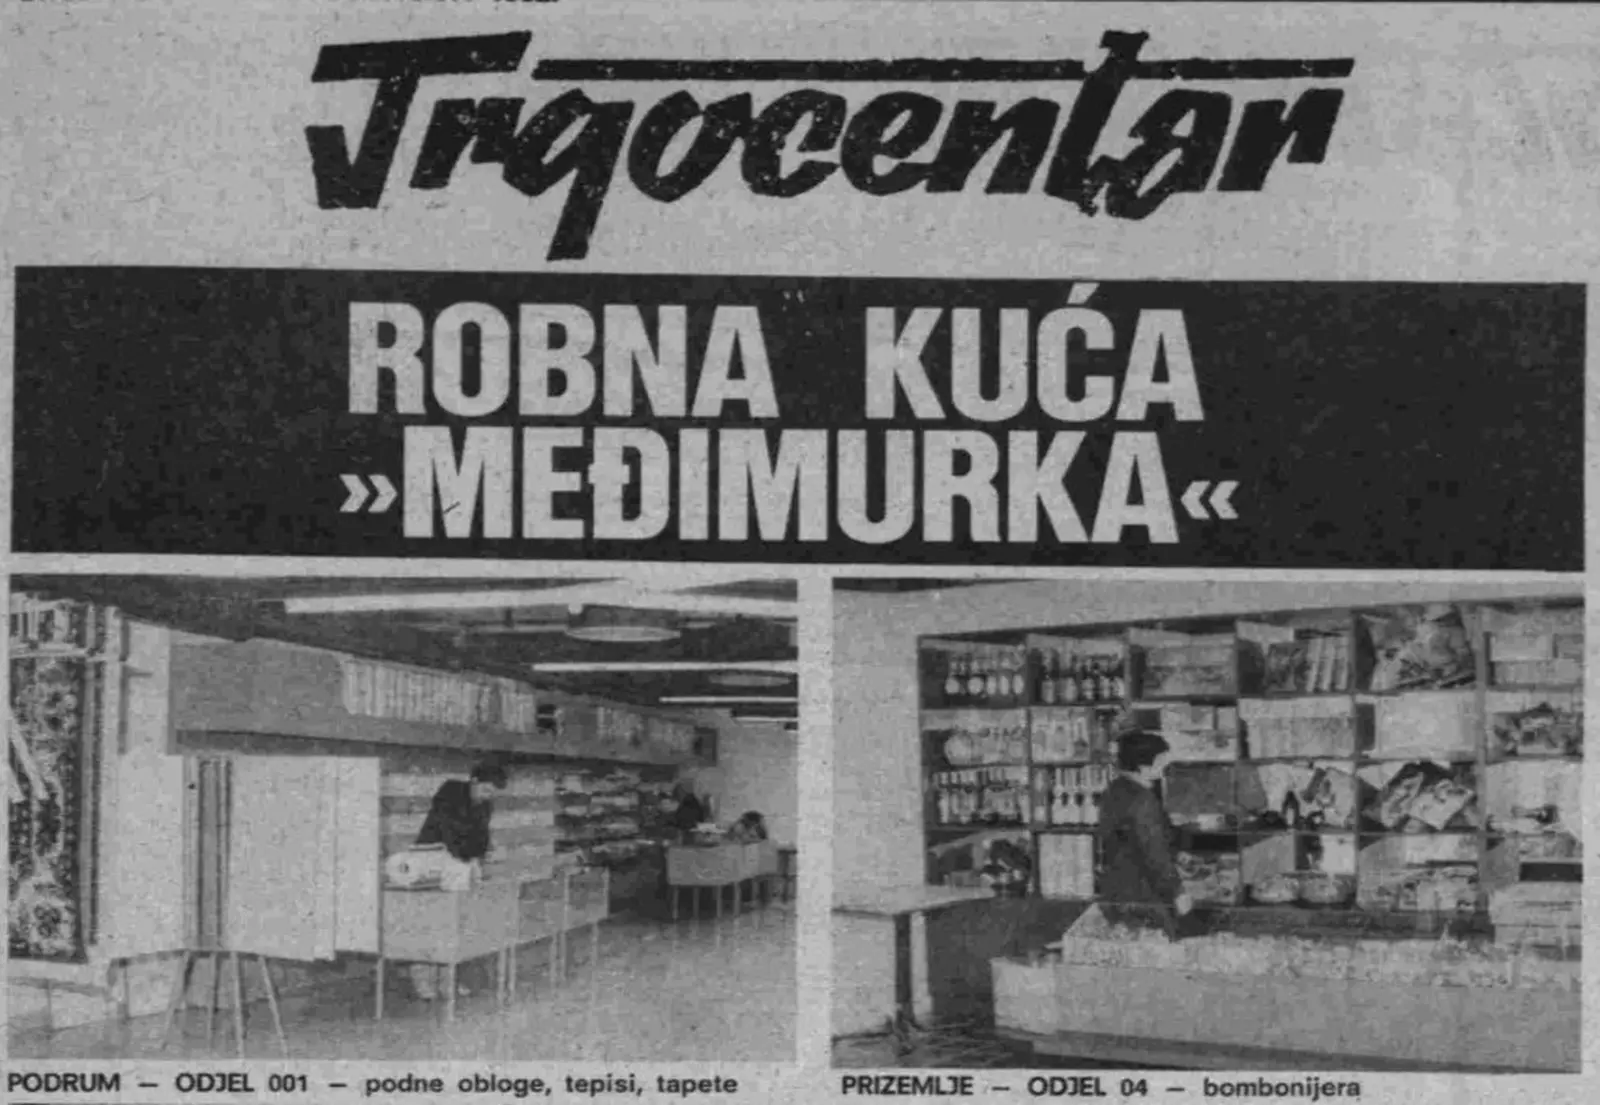 Trgocentar
ROBNA KUĆA
»MEĐIMURKA«
PODRUM — ODJEL 001 — podne obloge, tepisi, tapete
PRIZEMLJE — ODJEL 04 — bombonijera